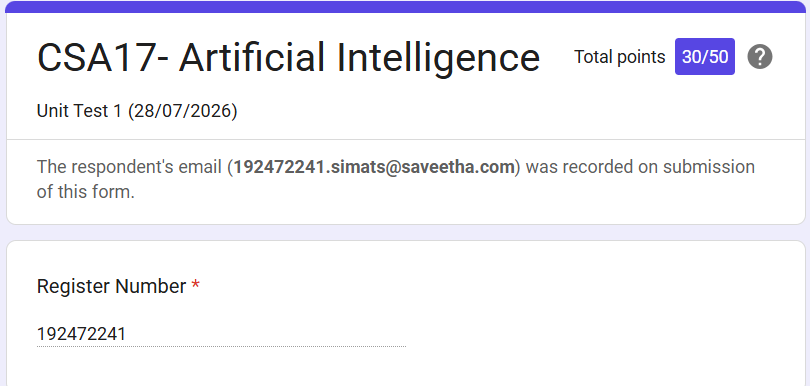 CSA17- Artificial Intelligence
Total points 30/50 ?
Unit Test 1 (28/07/2026)
The respondent's email (192472241.simats@saveetha.com) was recorded on submission
of this form.
Register Number *
192472241